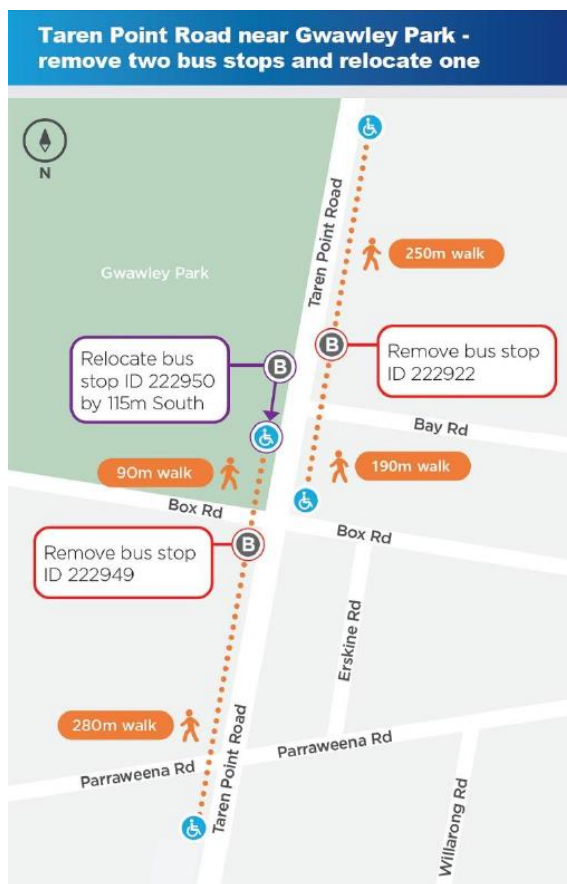 Taren Point Road near Gwawley Park -
remove two bus stops and relocate one
N
Taren Point Road
250m walk
Gwawley Park
Relocate bus
stop ID 222950
by 115m South
B
B
Remove bus stop
ID 222922
Bay Rd
90m walk
190m walk
Box Rd
Box Rd
Remove bus stop
ID 222949
B
Erskine Rd
280m walk
Parraweena Rd
Parraweena Rd
Taren Point Road
Willarong Rd